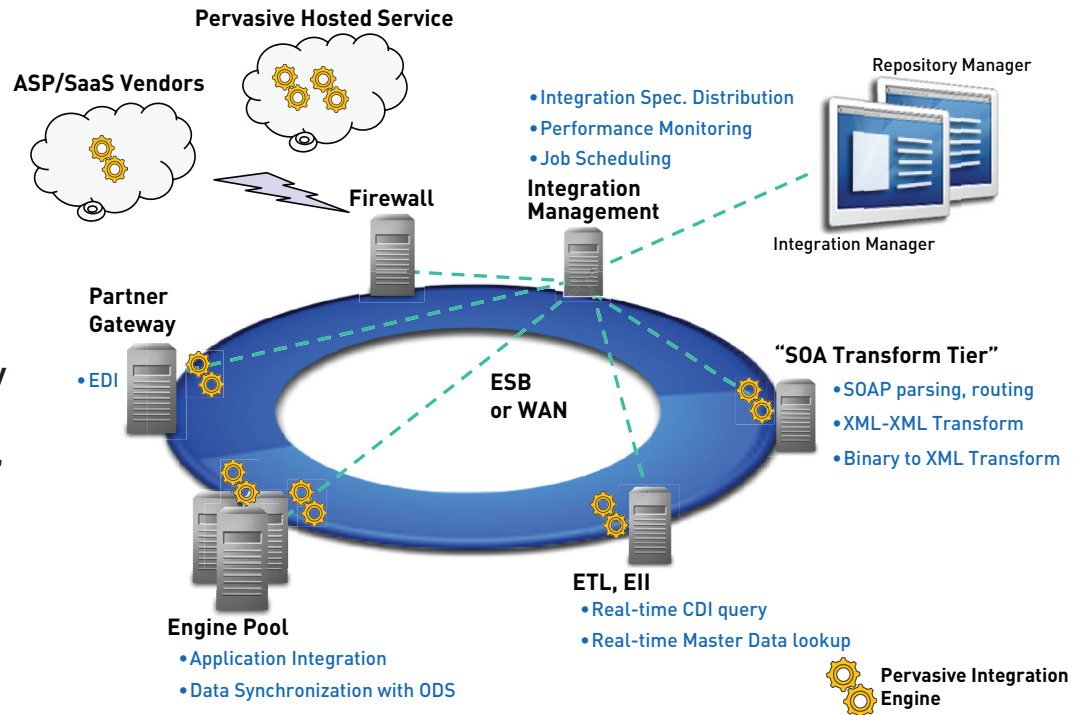 Pervasive Hosted Service
ASP/SaaS Vendors
Repository Manager
•Integration Spec. Distribution
•Performance Monitoring
•Job Scheduling
Integration
Management
Firewall
Integration Manager
Partner
Gateway
•EDI
"SOA Transform Tier"
•SOAP parsing, routing
•XML-XML Transform
•Binary to XML Transform
ESB
or WAN
ETL, EII
•Real-time CDI query
•Real-time Master Data lookup
Engine Pool
•Application Integration
•Data Synchronization with ODS
Pervasive Integration
Engine